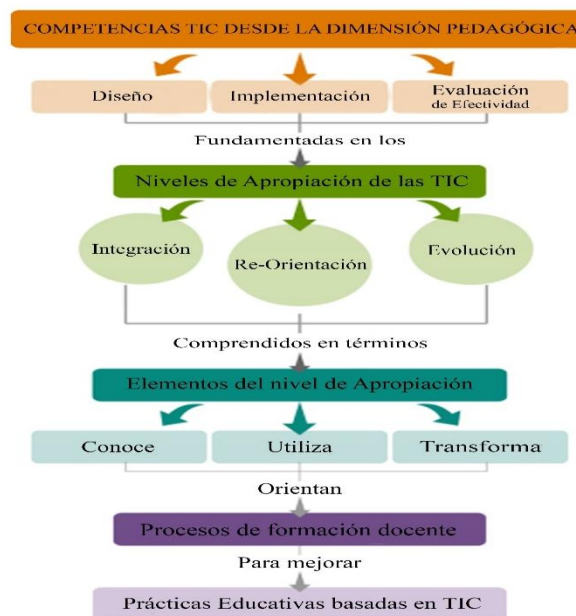 COMPETENCIAS TIC DESDE LA DIMENSIÓN PEDAGÓGICA
Diseño
Implementación
Evaluación
de Efectividad
Fundamentadas en los
Niveles de Apropiación de las TIC
Integración
Re-Orientación
Evolución
Comprendidos en términos
Elementos del nivel de Apropiación
Conoce
Utiliza
Transforma
Orientan
Procesos de formación docente
Para mejorar
Prácticas Educativas basadas en TIC